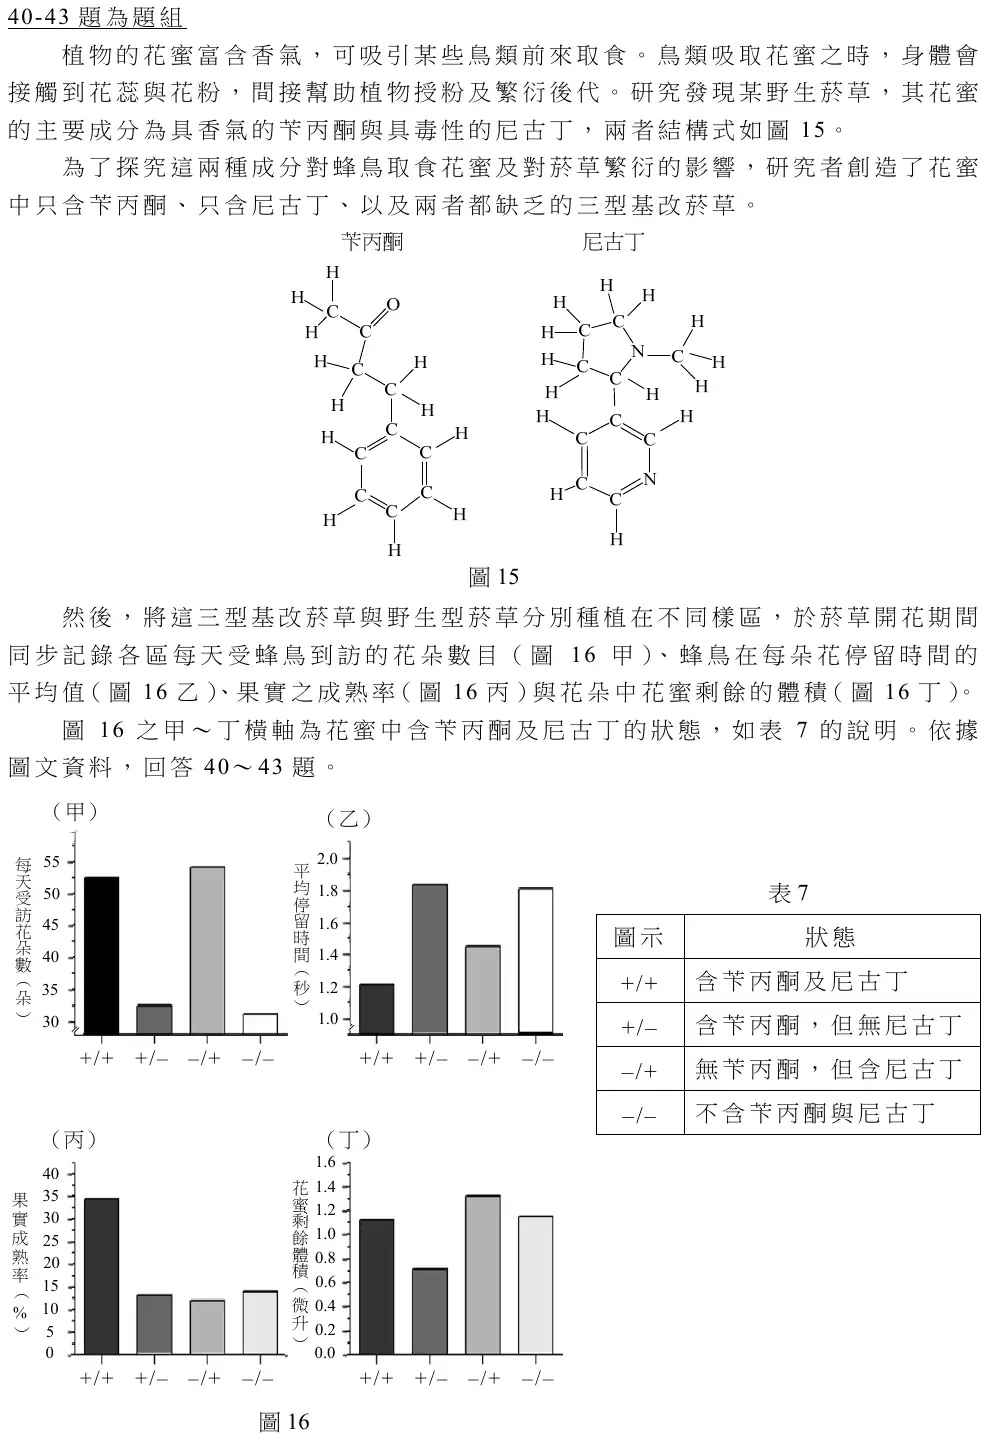 40-43 題為題組
植物的花蜜富含香氣，可吸引某些鳥類前來取食。鳥類吸取花蜜之時，身體會
接觸到花蕊與花粉，間接幫助植物授粉及繁衍後代。研究發現某野生菸草，其花蜜
的主要成分為具香氣的苄丙酮與具毒性的尼古丁，兩者結構式如圖 15。
為了探究這兩種成分對蜂鳥取食花蜜及對菸草繁衍的影響，研究者創造了花蜜
中只含苄丙酮、只含尼古丁、以及兩者都缺乏的三型基改菸草。
苄丙酮 尼古丁
H
H C O
H C
H C H
H C H
C
H C C H
H C C H
C
H
H
H H
H C C H
H C N C H
H C C H H
H C H
C C
H C N
C
H
圖 15
然後，將這三型基改菸草與野生型菸草分別種植在不同樣區，於菸草開花期間
同步記錄各區每天受蜂鳥到訪的花朵數目（圖 16 甲）、蜂鳥在每朵花停留時間的
平均值（圖 16 乙）、果實之成熟率（圖 16 丙）與花朵中花蜜剩餘的體積（圖 16 丁）。
圖 16 之甲～丁橫軸為花蜜中含苄丙酮及尼古丁的狀態，如表 7 的說明。依據
圖文資料，回答 40～43 題。
（甲）
每天受訪花朵數（朵）
55
50
45
40
35
30
+/+ +/– –/+ –/–
（乙）
平均停留時間（秒）
2.0
1.8
1.6
1.4
1.2
1.0
+/+ +/– –/+ –/–
表 7
圖示 狀態
+/+ 含苄丙酮及尼古丁
+/– 含苄丙酮，但無尼古丁
–/+ 無苄丙酮，但含尼古丁
–/– 不含苄丙酮與尼古丁
（丙）
果實成熟率（%）
40
35
30
25
20
15
10
5
0
+/+ +/– –/+ –/–
（丁）
花蜜剩餘體積（微升）
1.6
1.4
1.2
1.0
0.8
0.6
0.4
0.2
0.0
+/+ +/– –/+ –/–
圖 16